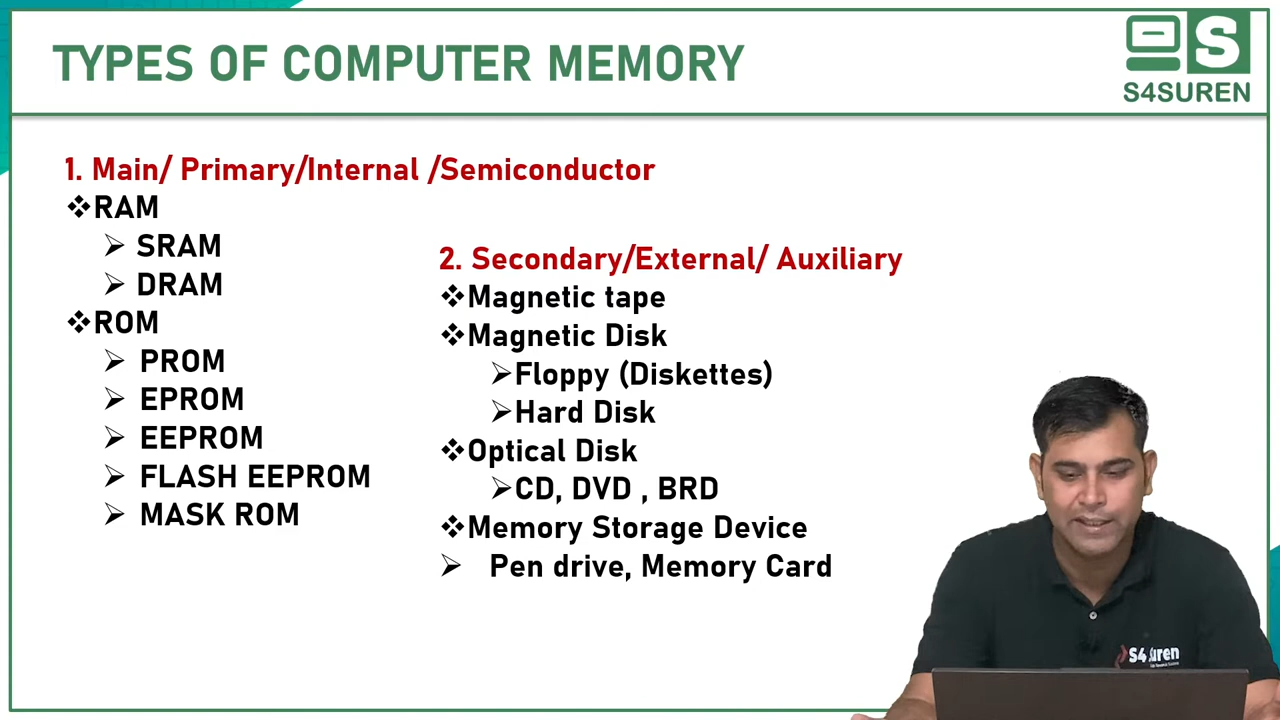 TYPES OF COMPUTER MEMORY
S
S4SUREN
1. Main/ Primary/Internal /Semiconductor
❖RAM
➢ SRAM
➢ DRAM
❖ROM
➢ PROM
➢ EPROM
➢ EEPROM
➢ FLASH EEPROM
➢ MASK ROM
2. Secondary/External/ Auxiliary
❖Magnetic tape
❖Magnetic Disk
➢Floppy (Diskettes)
➢Hard Disk
❖Optical Disk
➢CD, DVD , BRD
❖Memory Storage Device
➢ Pen drive, Memory Card
S4 Suren